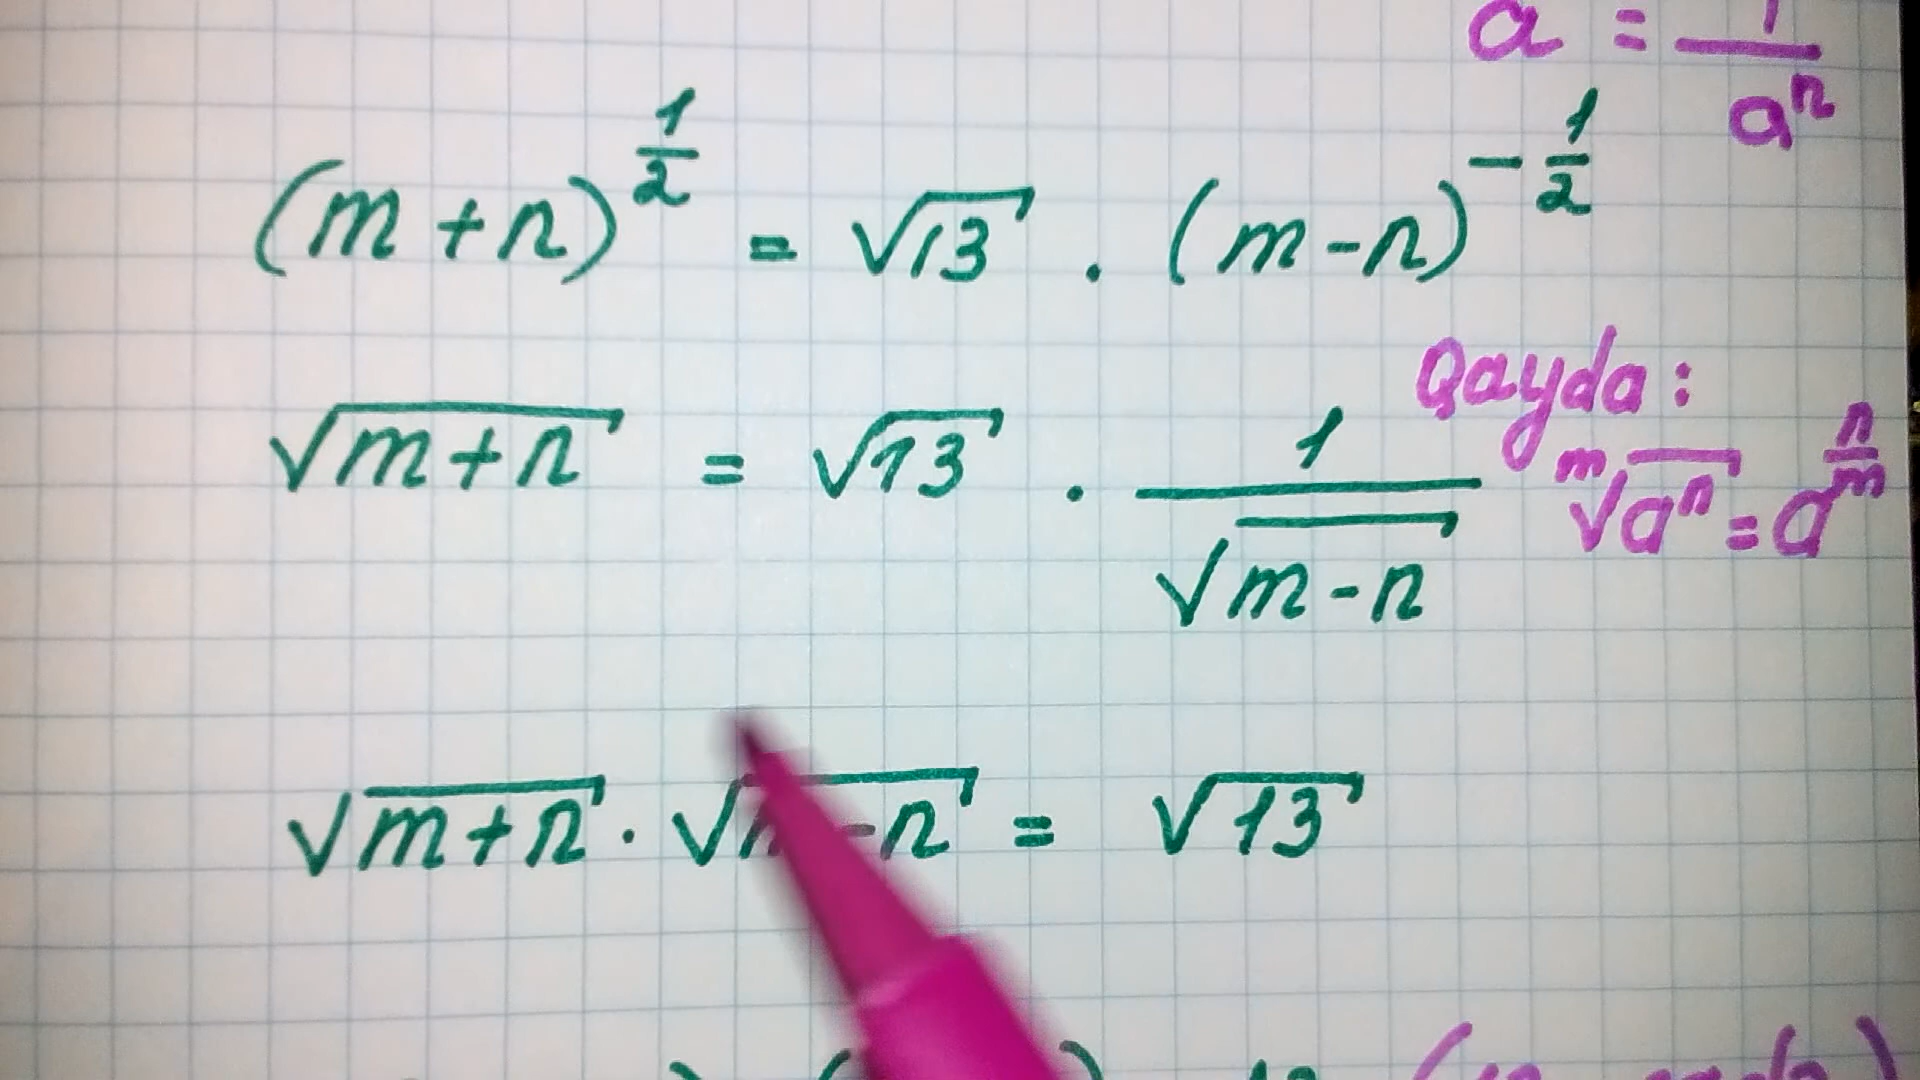 a = 1/aⁿ
(m+n)^(1/2) = √13 · (m-n)^(-1/2)
Qayda:
√(m+n) = √13 · 1/√(m-n)
ᵐ√aⁿ = a^(n/m)
√(m+n) · √(m-n) = √13